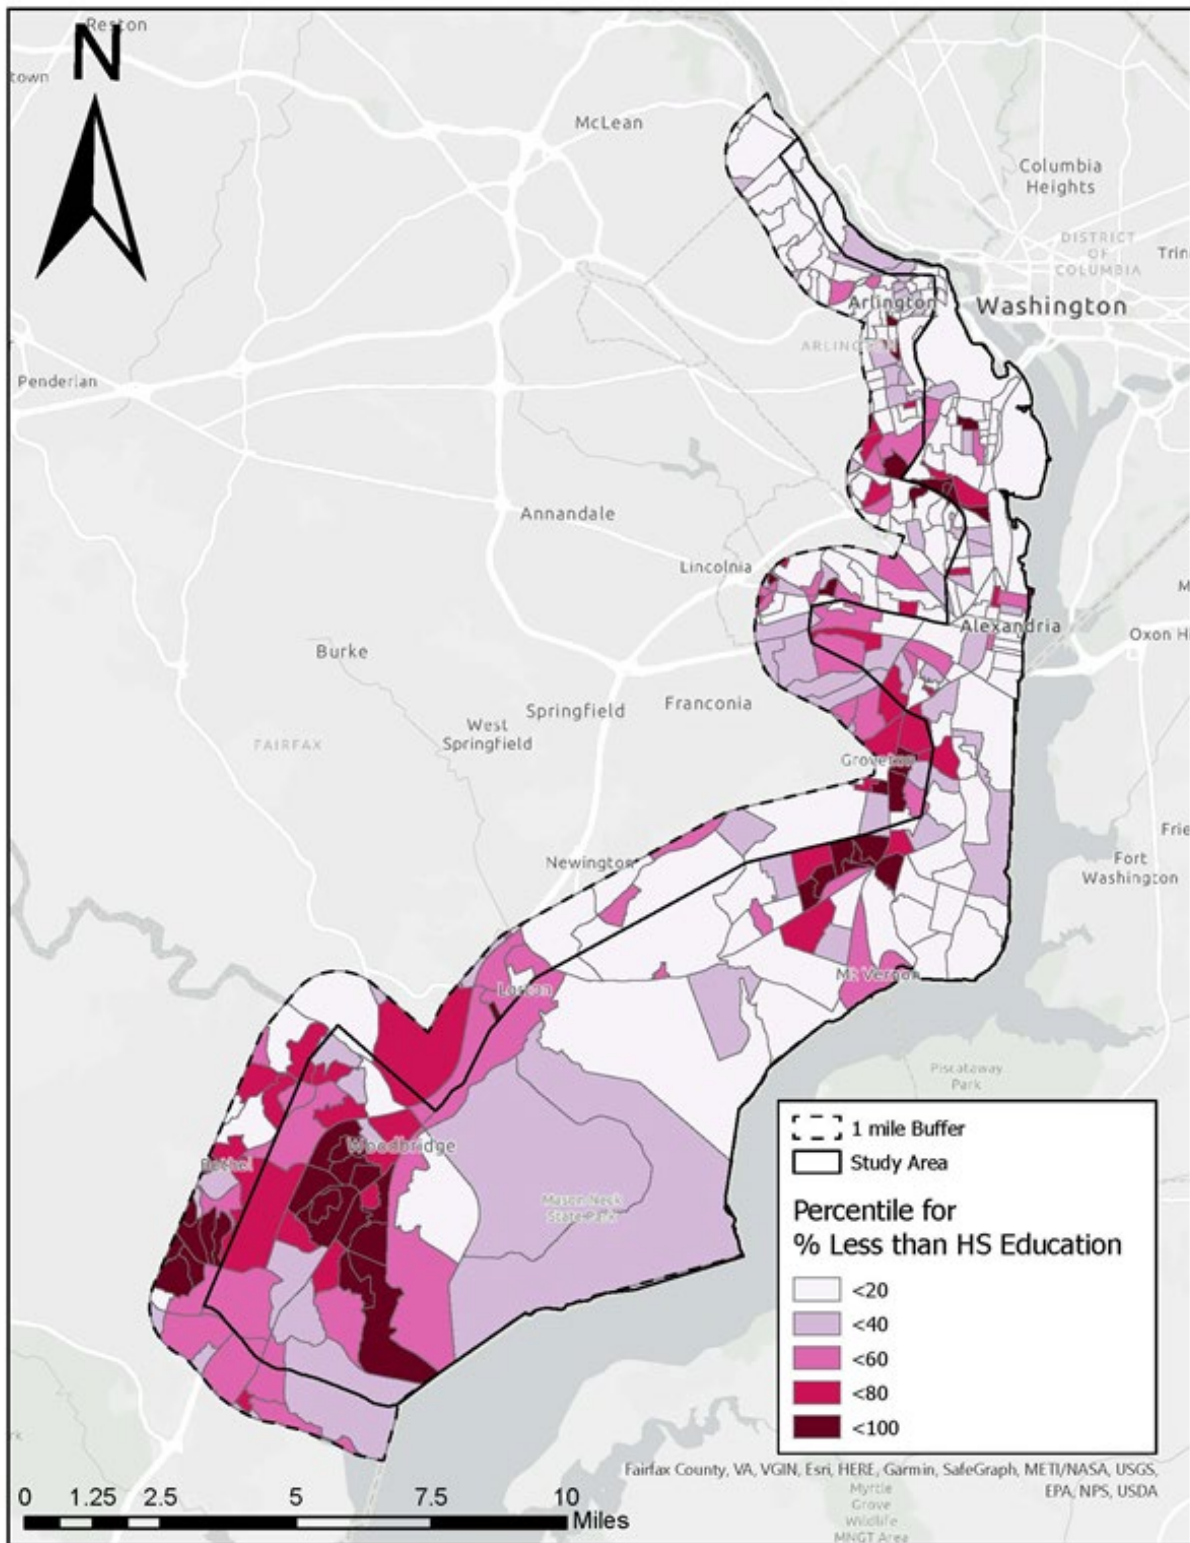 Reston
N
town
McLean
Columbia
Heights
DISTRICT
OF
COLUMBIA
Trin
Arlington
Washington
ARLINGTON
Penderian
Annandale
Lincolnia
Alexandria
Oxon Hi
Burke
Franconia
Springfield
West
Springfield
FAIRFAX
Groveton
Frie
Newington
Fort
Washington
Mt Vernon
Lorton
Piscataway
Park
Woodbridge
Bethel
Mason Neck
State Park
1 mile Buffer
Study Area
Percentile for
% Less than HS Education
<20
<40
<60
<80
<100
Fairfax County, VA, VGIN, Esri, HERE, Garmin, SafeGraph, METI/NASA, USGS,
EPA, NPS, USDA
Myrtle
Grove
Wildlife
MNGT Area
0 1.25 2.5 5 7.5 10
Miles